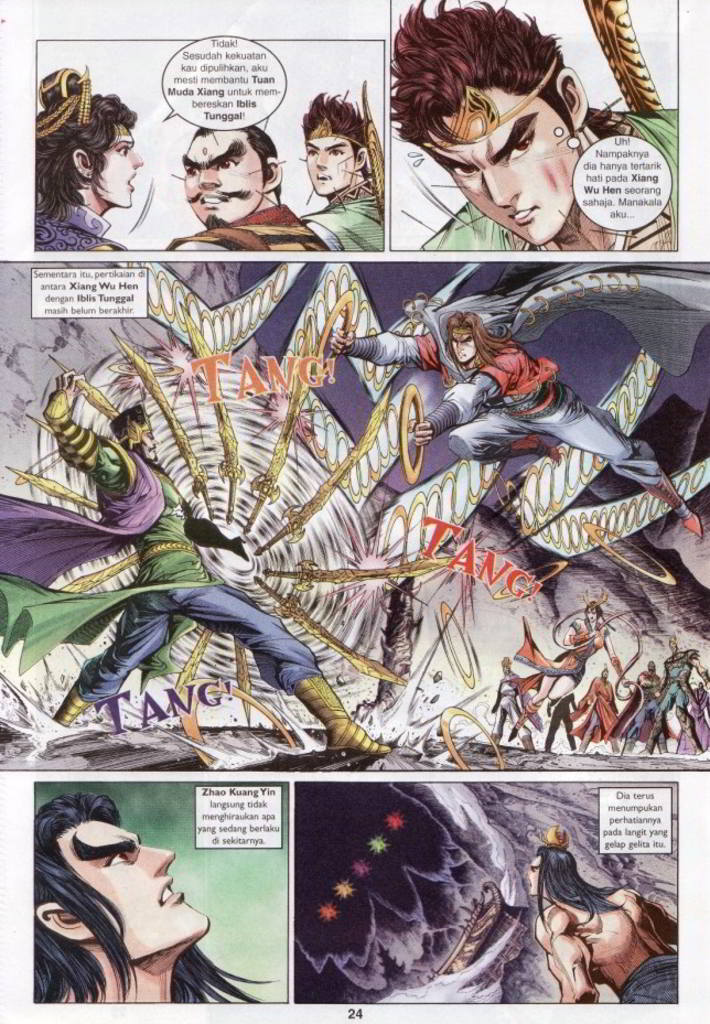 Tidak!
Sesudah kekuatan
kau dipulihkan, aku
mesti membantu Tuan
Muda Xiang untuk mem-
bereskan Iblis
Tunggal!
Uh!
Nampaknya
dia hanya tertarik
hati pada Xiang
Wu Hen seorang
sahaja. Manakala
aku...
Sementara itu, pertikaian di
antara Xiang Wu Hen
dengan Iblis Tunggal
masih belum berakhir.
TANG!
TANG!
TANG!
Zhao Kuang Yin
langsung tidak
menghiraukan apa
yang sedang berlaku
di sekitarnya.
Dia terus
menumpukan
perhatiannya
pada langit yang
gelap gelita itu.
24